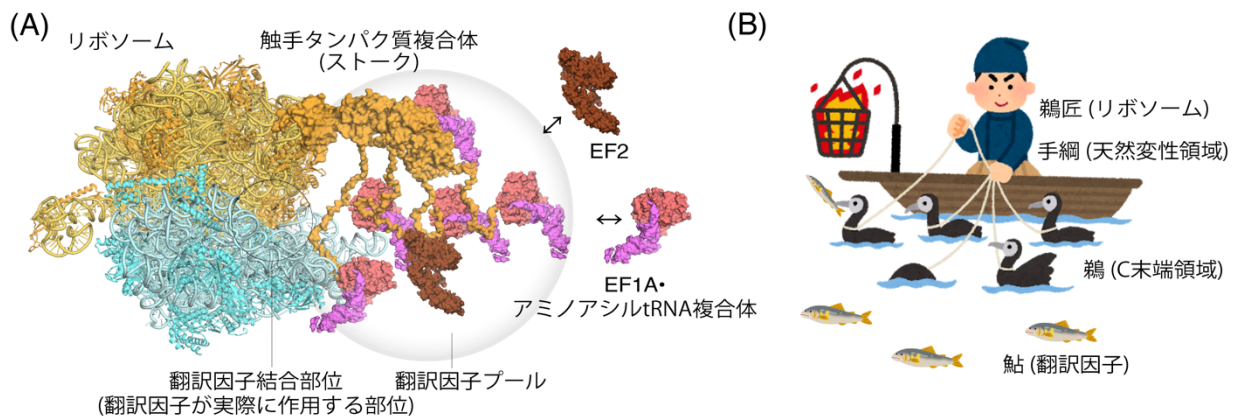 (A)
リボソーム
触手タンパク質複合体
(ストーク)
EF2
EF1A•
アミノアシルtRNA複合体
翻訳因子結合部位
(翻訳因子が実際に作用する部位)
翻訳因子プール
(B)
鵜匠 (リボソーム)
手綱 (天然変性領域)
鵜 (C末端領域)
鮎 (翻訳因子)